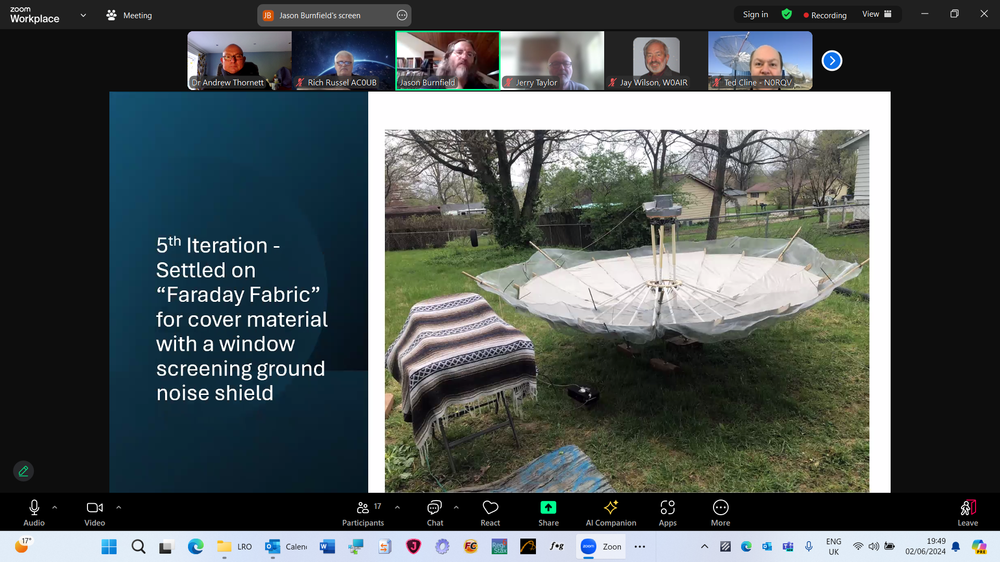 zoom
Workplace
Meeting
JB Jason Burnfield's screen
Sign in
Recording
View
Dr Andrew Thornett
Rich Russel AC0UB
Jason Burnfield
Jerry Taylor
Jay Wilson, W0AIR
Ted Cline - N0RQV
5th Iteration -
Settled on
“Faraday Fabric”
for cover material
with a window
screening ground
noise shield
Audio
Video
Participants
17
Chat
React
Share
AI Companion
Apps
More
Leave
17°
LRO
Calen
W
FC
f*g
zoom
Zoon
ENG
UK
19:49
02/06/2024
PRE